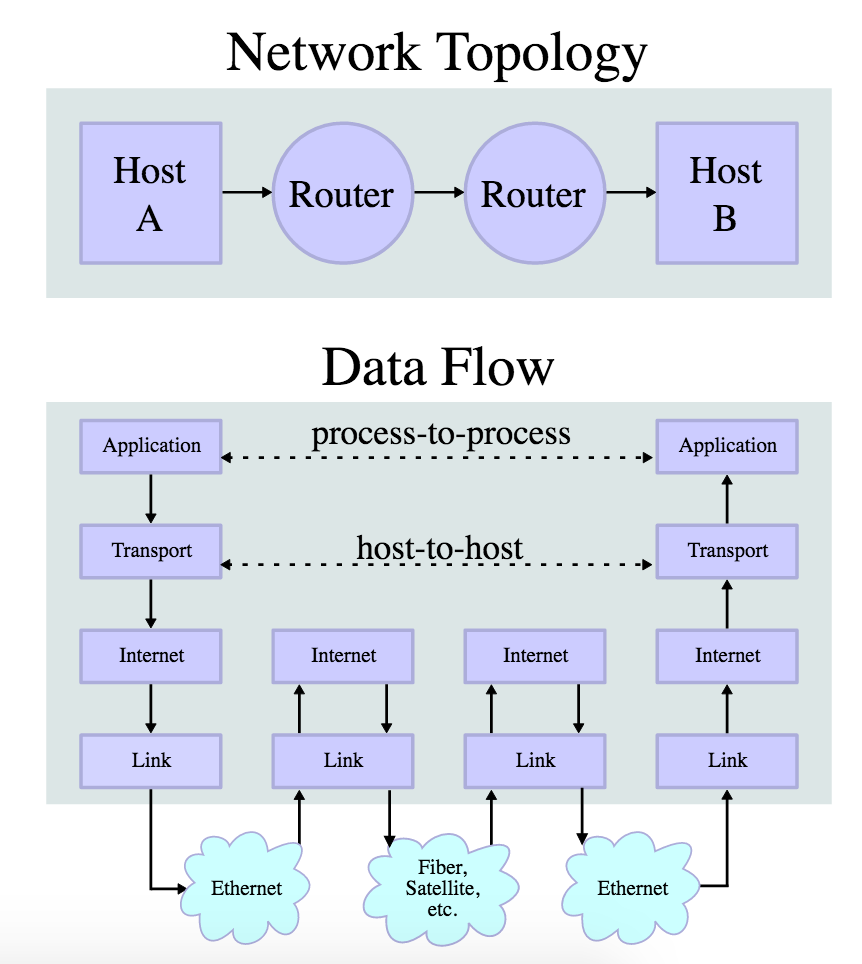 Network Topology
Host
A
Router
Router
Host
B
Data Flow
Application
process-to-process
Application
Transport
host-to-host
Transport
Internet
Internet
Internet
Internet
Link
Link
Link
Link
Ethernet
Fiber,
Satellite,
etc.
Ethernet